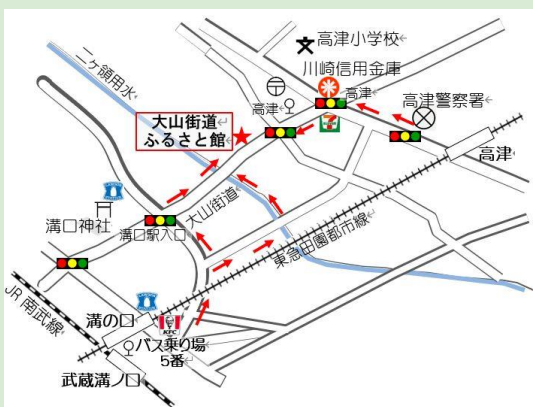 高津小学校
川崎信用金庫
高津
高津
高津警察署
二ヶ領用水
大山街道
ふるさと館
高津
大山街道
溝口神社
溝口駅入口
東急田園都市線
JR 南武線
溝の口
KFC
バス乗り場
5番
武蔵溝ノ口